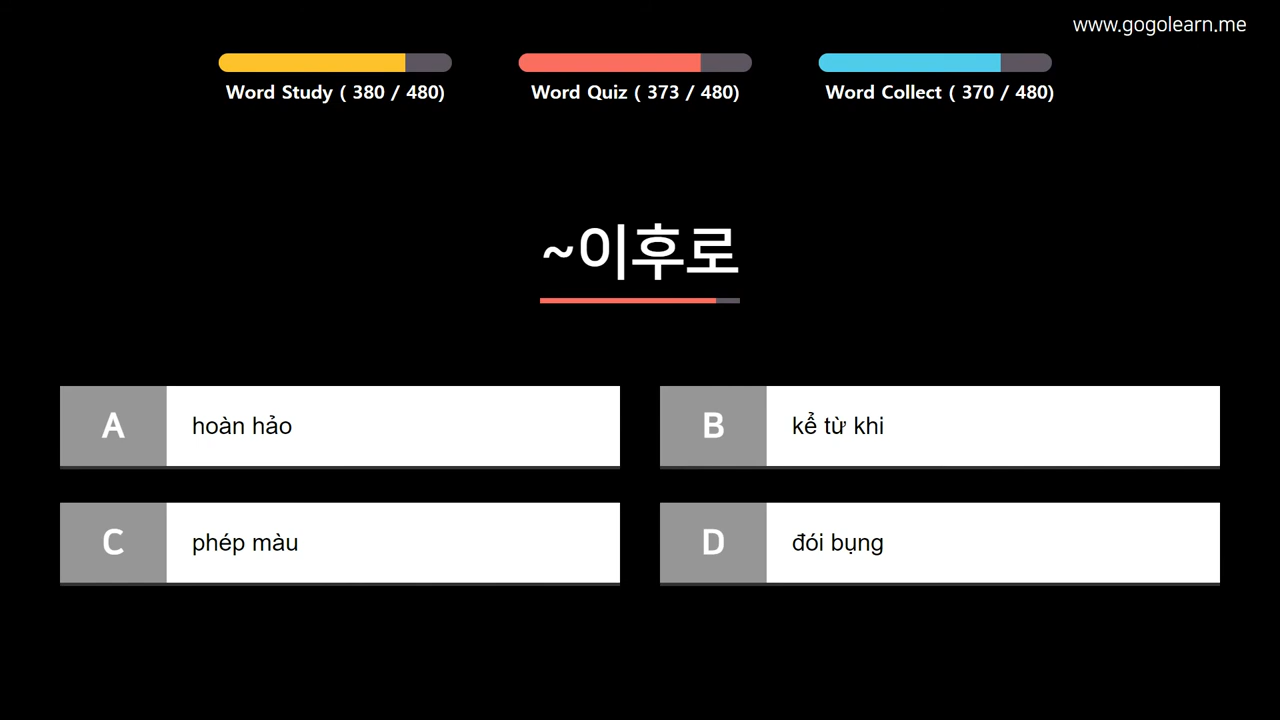 www.gogolearn.me
Word Study ( 380 / 480)
Word Quiz ( 373 / 480)
Word Collect ( 370 / 480)
~이후로
A hoàn hảo
B kể từ khi
C phép màu
D đói bụng